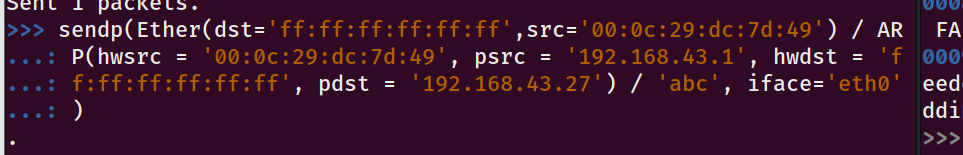 Sent 1 packets.
>>> sendp(Ether(dst='ff:ff:ff:ff:ff:ff',src='00:0c:29:dc:7d:49') / AR
...: P(hwsrc = '00:0c:29:dc:7d:49', psrc = '192.168.43.1', hwdst = 'f
...: f:ff:ff:ff:ff:ff', pdst = '192.168.43.27') / 'abc', iface='eth0'
...: )
.
000
FA
0009
eed
ddi
>>>